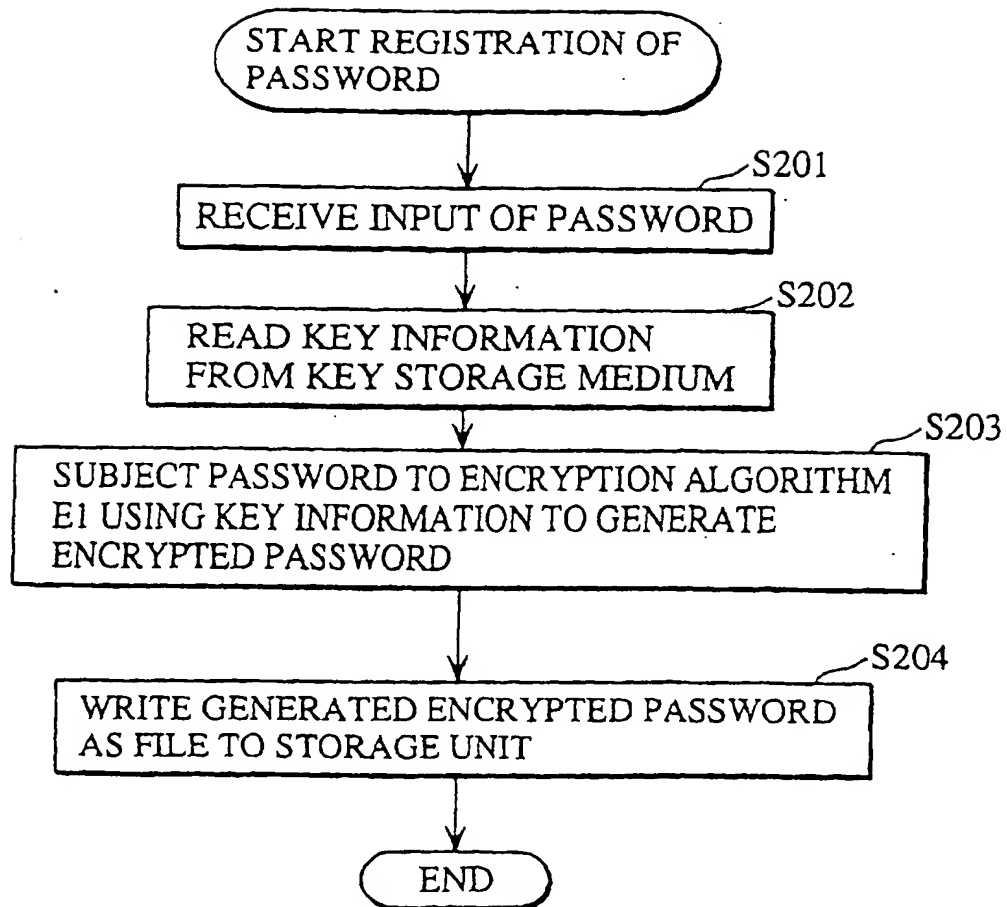 START REGISTRATION OF
PASSWORD
S201
RECEIVE INPUT OF PASSWORD
S202
READ KEY INFORMATION
FROM KEY STORAGE MEDIUM
S203
SUBJECT PASSWORD TO ENCRYPTION ALGORITHM
E1 USING KEY INFORMATION TO GENERATE
ENCRYPTED PASSWORD
S204
WRITE GENERATED ENCRYPTED PASSWORD
AS FILE TO STORAGE UNIT
END